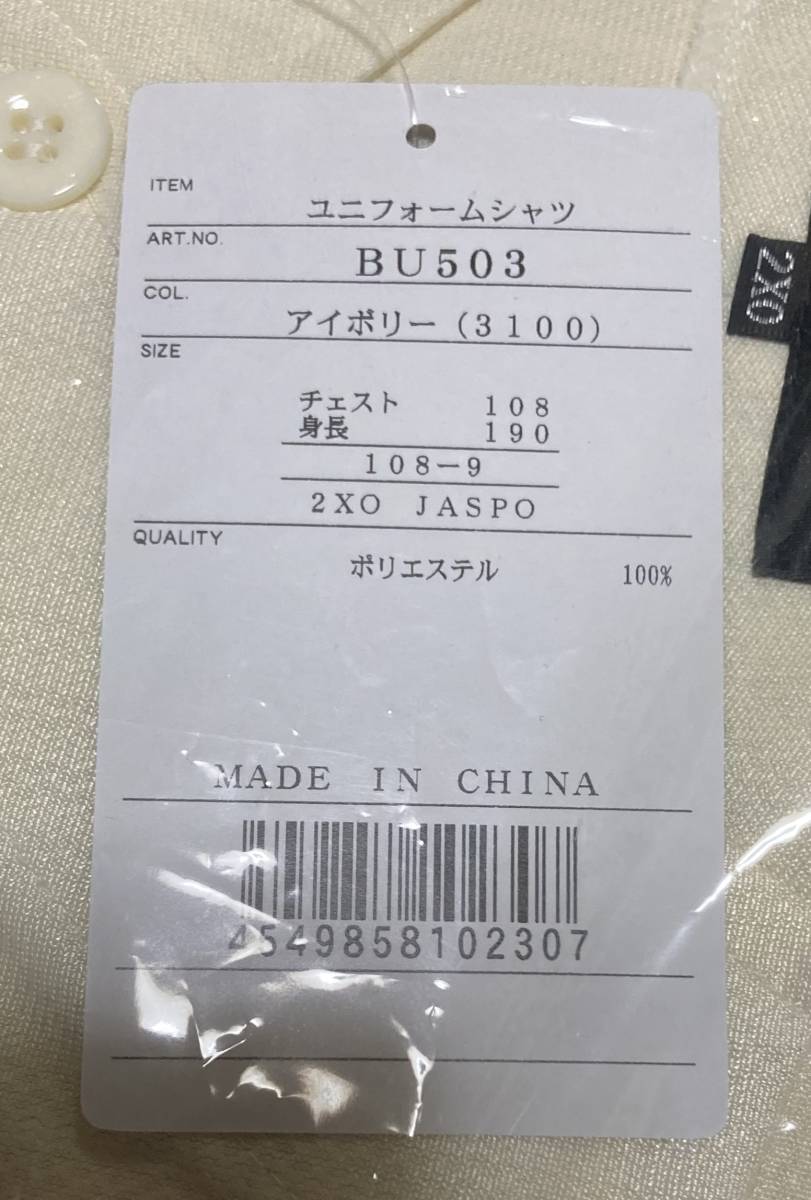 ITEM
ユニフォームシャツ
ART.NO.
BU503
COL.
アイボリー(3100)
SIZE
チェスト 108
身長 190
108-9
2XO JASPO
QUALITY
ポリエステル 100%
MADE IN CHINA
4549858102307
2XO